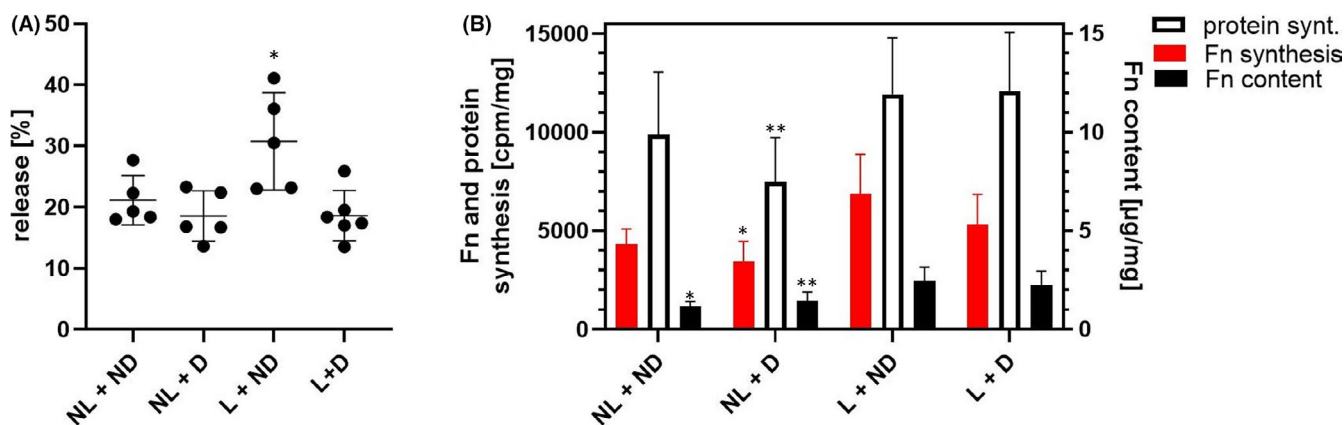 (A)
release [%]
50
40
30
20
10
0
*
NL + ND
NL + D
L + ND
L+D
(B)
Fn and protein
synthesis [cpm/mg]
15000
10000
5000
0
*
*
**
**
NL + ND
NL + D
L + ND
L + D
15
10
5
0
Fn content [µg/mg]
protein synt.
Fn synthesis
Fn content